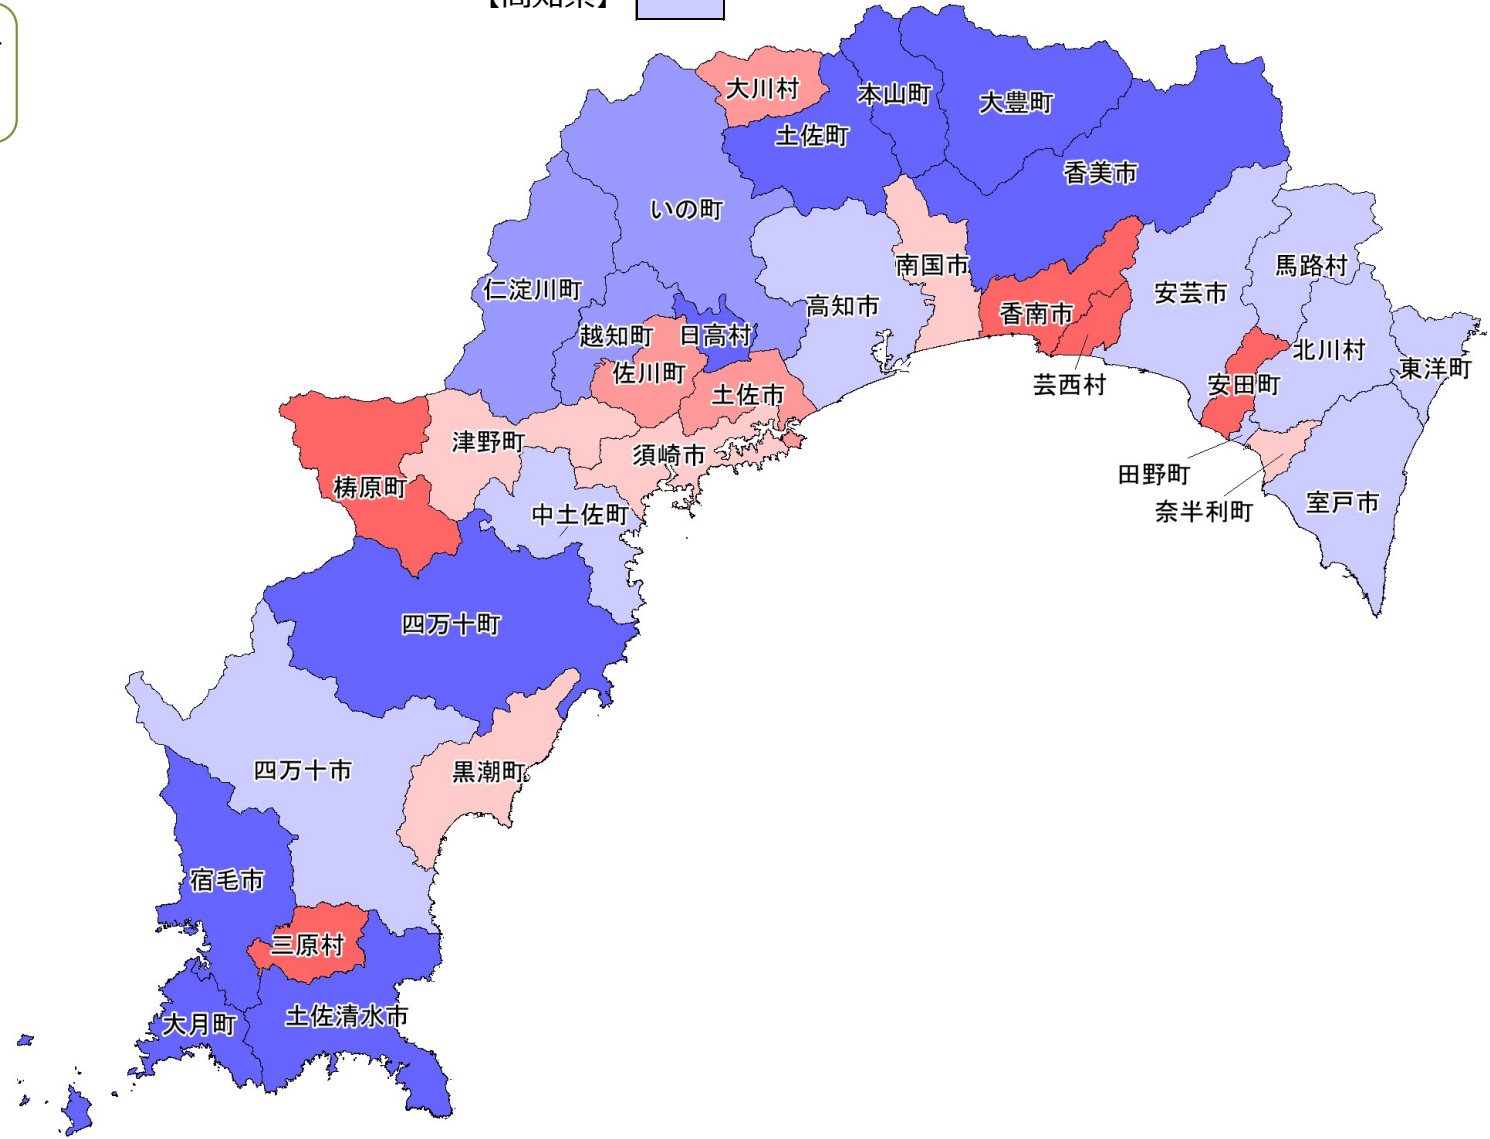 【高知県】
大川村
本山町
大豊町
土佐町
香美市
いの町
南国市
馬路村
仁淀川町
安芸市
高知市
香南市
越知町
日高村
北川村
東洋町
佐川町
芸西村
安田町
土佐市
津野町
須崎市
田野町
梼原町
奈半利町
室戸市
中土佐町
四万十町
四万十市
黒潮町
宿毛市
三原村
大月町
土佐清水市